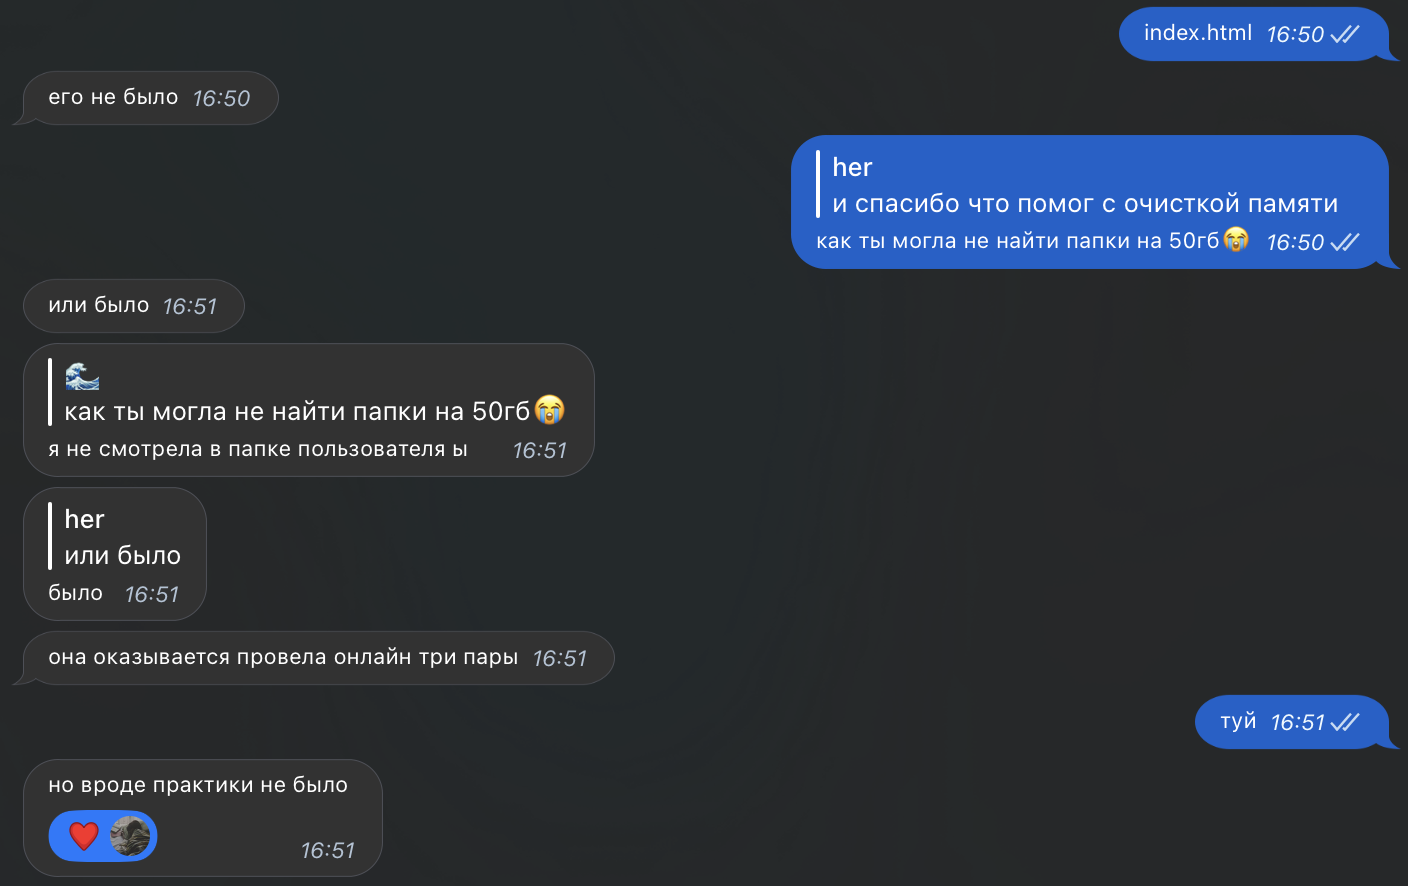 index.html 16:50
его не было 16:50
her
и спасибо что помог с очисткой памяти
как ты могла не найти папки на 50гб😭 16:50
или было 16:51
🌊
как ты могла не найти папки на 50гб😭
я не смотрела в папке пользователя ы 16:51
her
или было
было 16:51
она оказывается провела онлайн три пары 16:51
туй 16:51
но вроде практики не было
❤️ 16:51